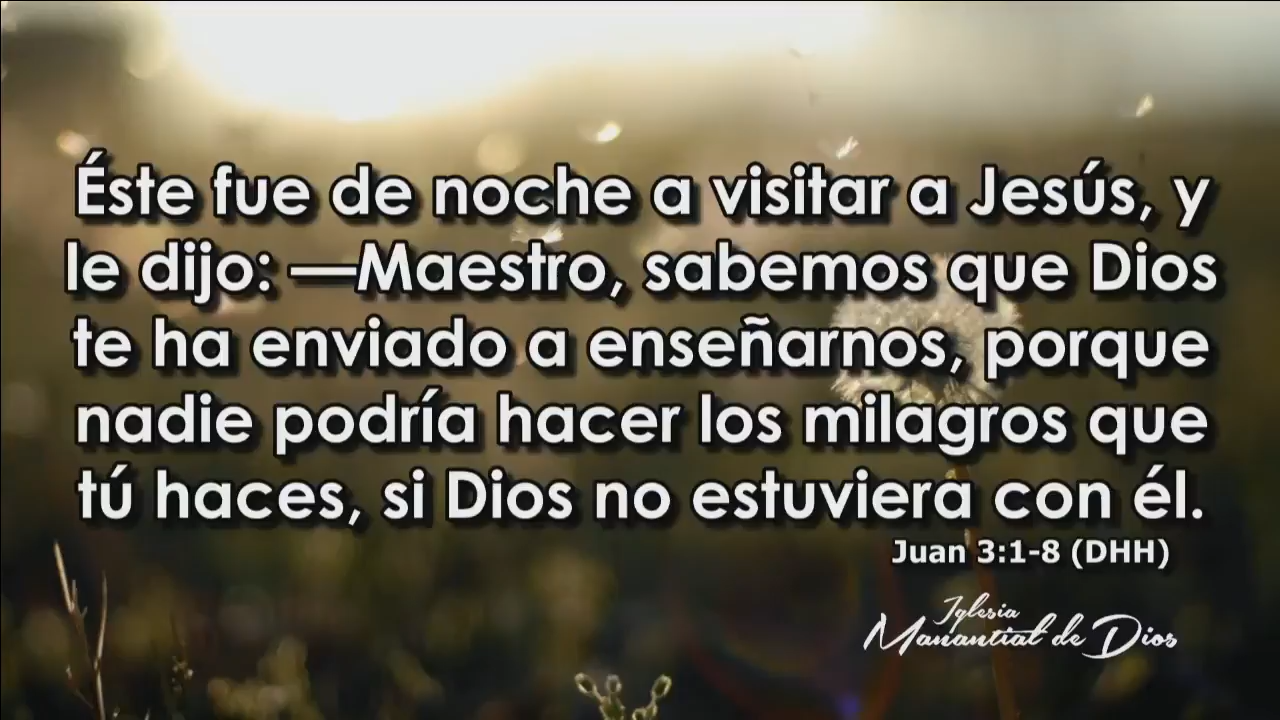 Éste fue de noche a visitar a Jesús, y
le dijo: —Maestro, sabemos que Dios
te ha enviado a enseñarnos, porque
nadie podría hacer los milagros que
tú haces, si Dios no estuviera con él.
Juan 3:1-8 (DHH)
Iglesia
Manantial de Dios